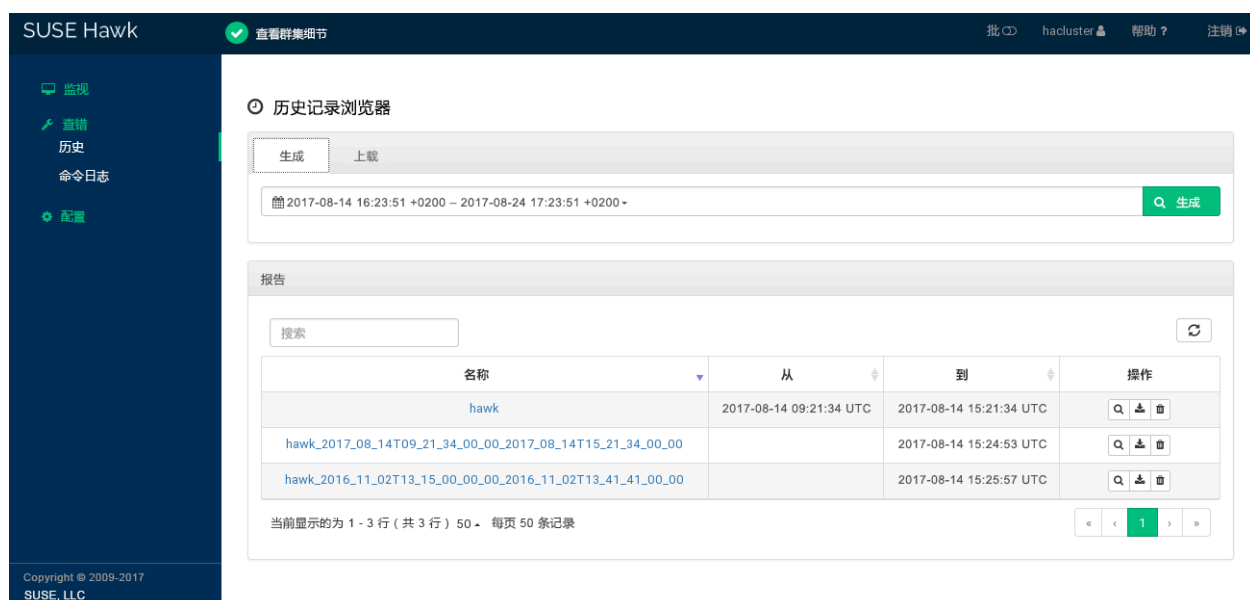 SUSE Hawk
查看群集细节
批
hacluster
帮助 ?
注销
监视
查错
历史
命令日志
配置
历史记录浏览器
生成
上载
2017-08-14 16:23:51 +0200 – 2017-08-24 17:23:51 +0200
生成
报告
搜索
名称 从 到 操作
hawk 2017-08-14 09:21:34 UTC 2017-08-14 15:21:34 UTC
hawk_2017_08_14T09_21_34_00_00_2017_08_14T15_21_34_00_00 2017-08-14 15:24:53 UTC
hawk_2016_11_02T13_15_00_00_00_2016_11_02T13_41_41_00_00 2017-08-14 15:25:57 UTC
当前显示的为 1 - 3 行 ( 共 3 行 ) 50 每页 50 条记录
« ‹ 1 › »
Copyright © 2009-2017
SUSE, LLC